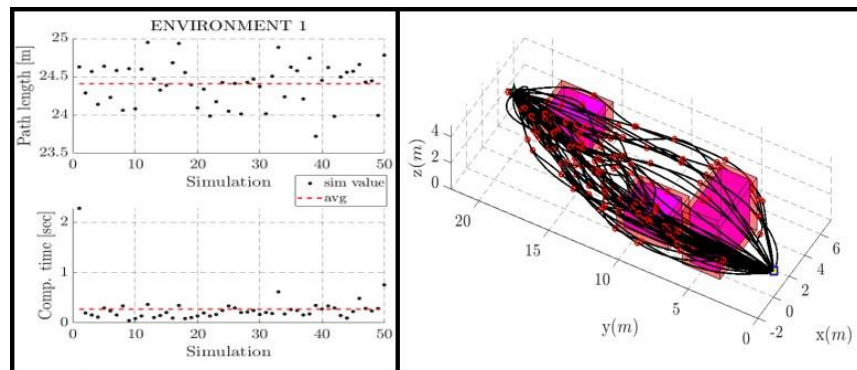 ENVIRONMENT 1
Path length [m]
25
24.5
24
23.5
0 10 20 30 40 50
Simulation
sim value
avg
Comp. time [sec]
2
1
0
0 10 20 30 40 50
Simulation
z(m)
4
2
0
20
15
10
5
0
y(m)
6
4
2
0
-2
x(m)